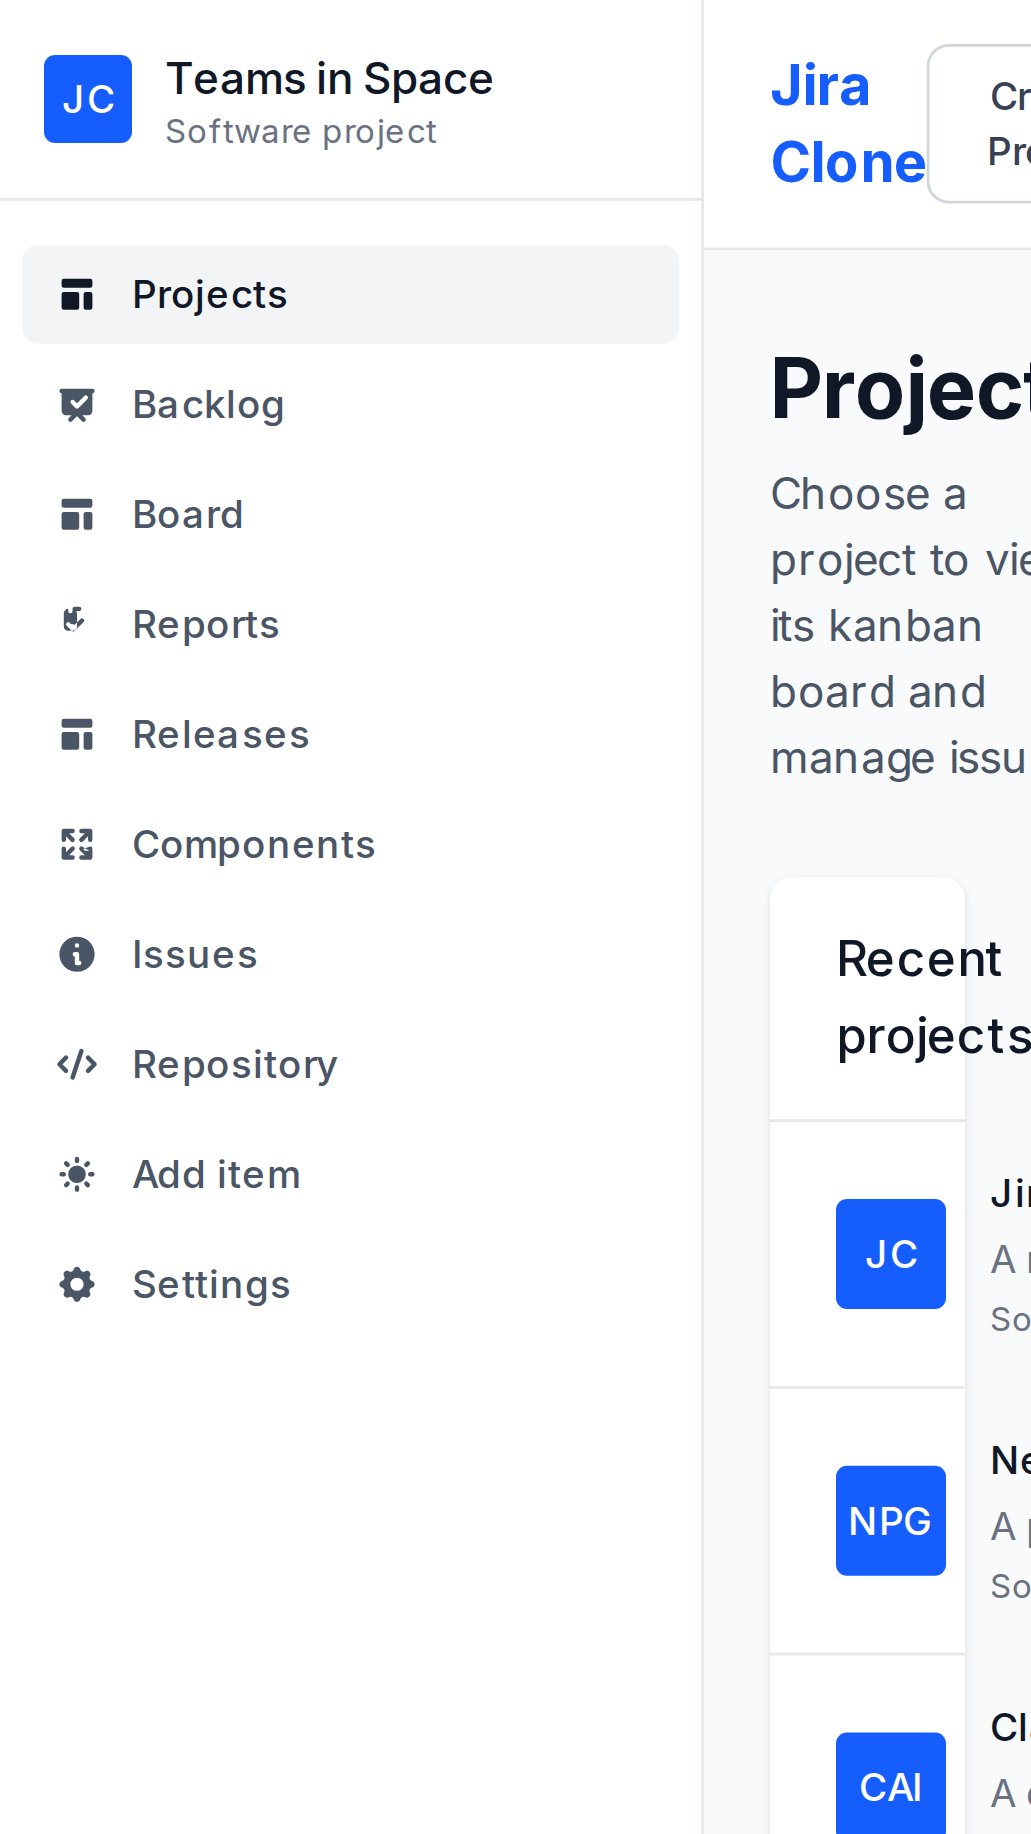 JC
Teams in Space
Software project
Projects
Backlog
Board
Reports
Releases
Components
Issues
Repository
Add item
Settings
Jira
Clone
Choose a
project to
its kanban
board and
manage
Recent
projects
JC
A
NPG
A
CAI
A